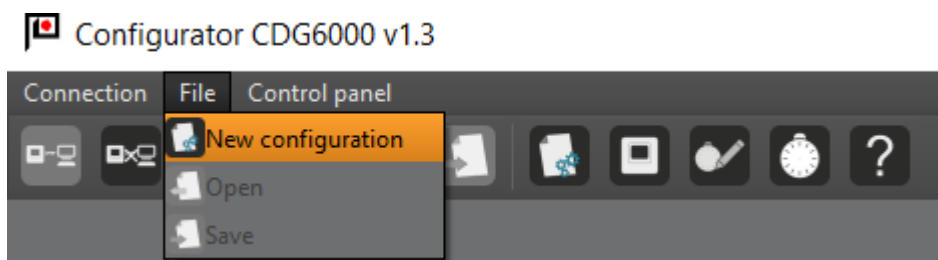 Configurator CDG6000 v1.3
Connection File Control panel
New configuration
?
Open
Save